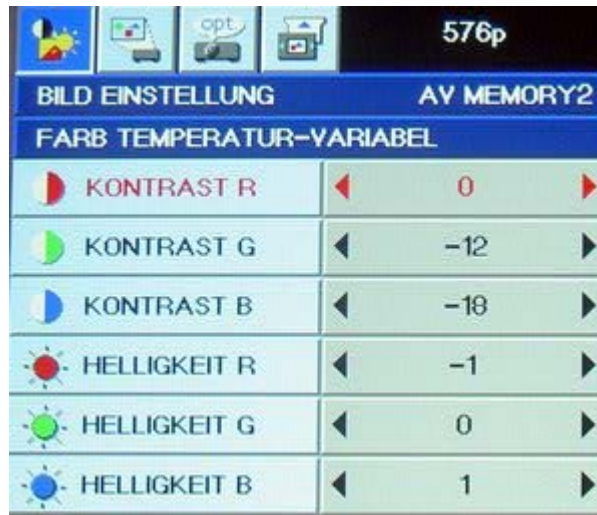 opt
576p
BILD EINSTELLUNG AV MEMORY2
FARB TEMPERATUR-VARIABEL
KONTRAST R 0
KONTRAST G -12
KONTRAST B -18
HELLIGKEIT R -1
HELLIGKEIT G 0
HELLIGKEIT B 1